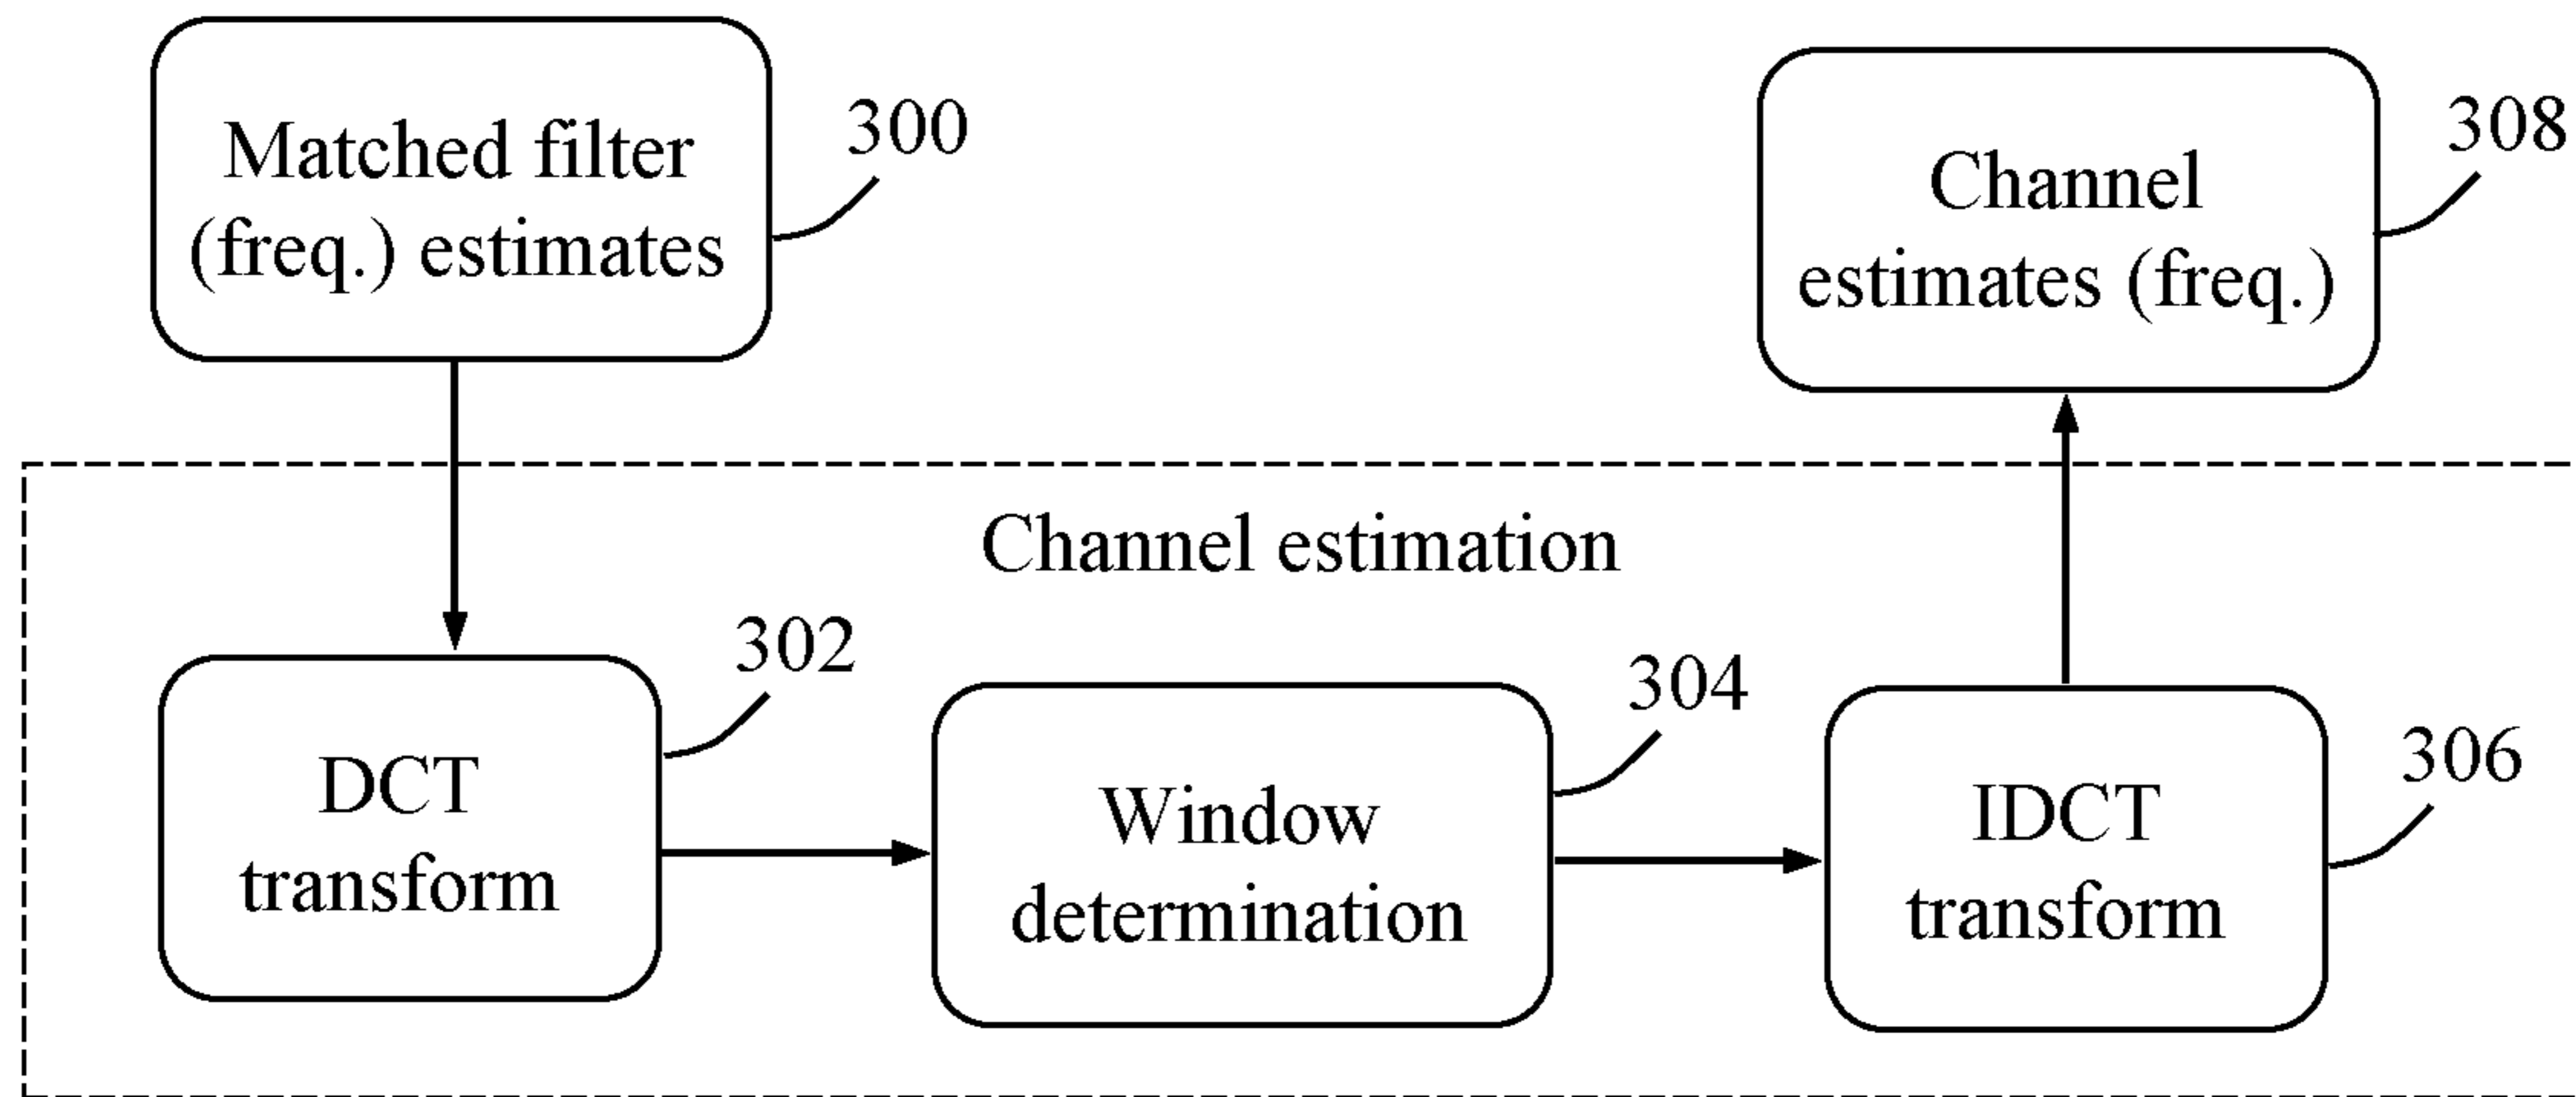 Matched filter
(freq.) estimates
300
Channel
estimates (freq.)
308
Channel estimation
DCT
transform
302
Window
determination
304
IDCT
transform
306